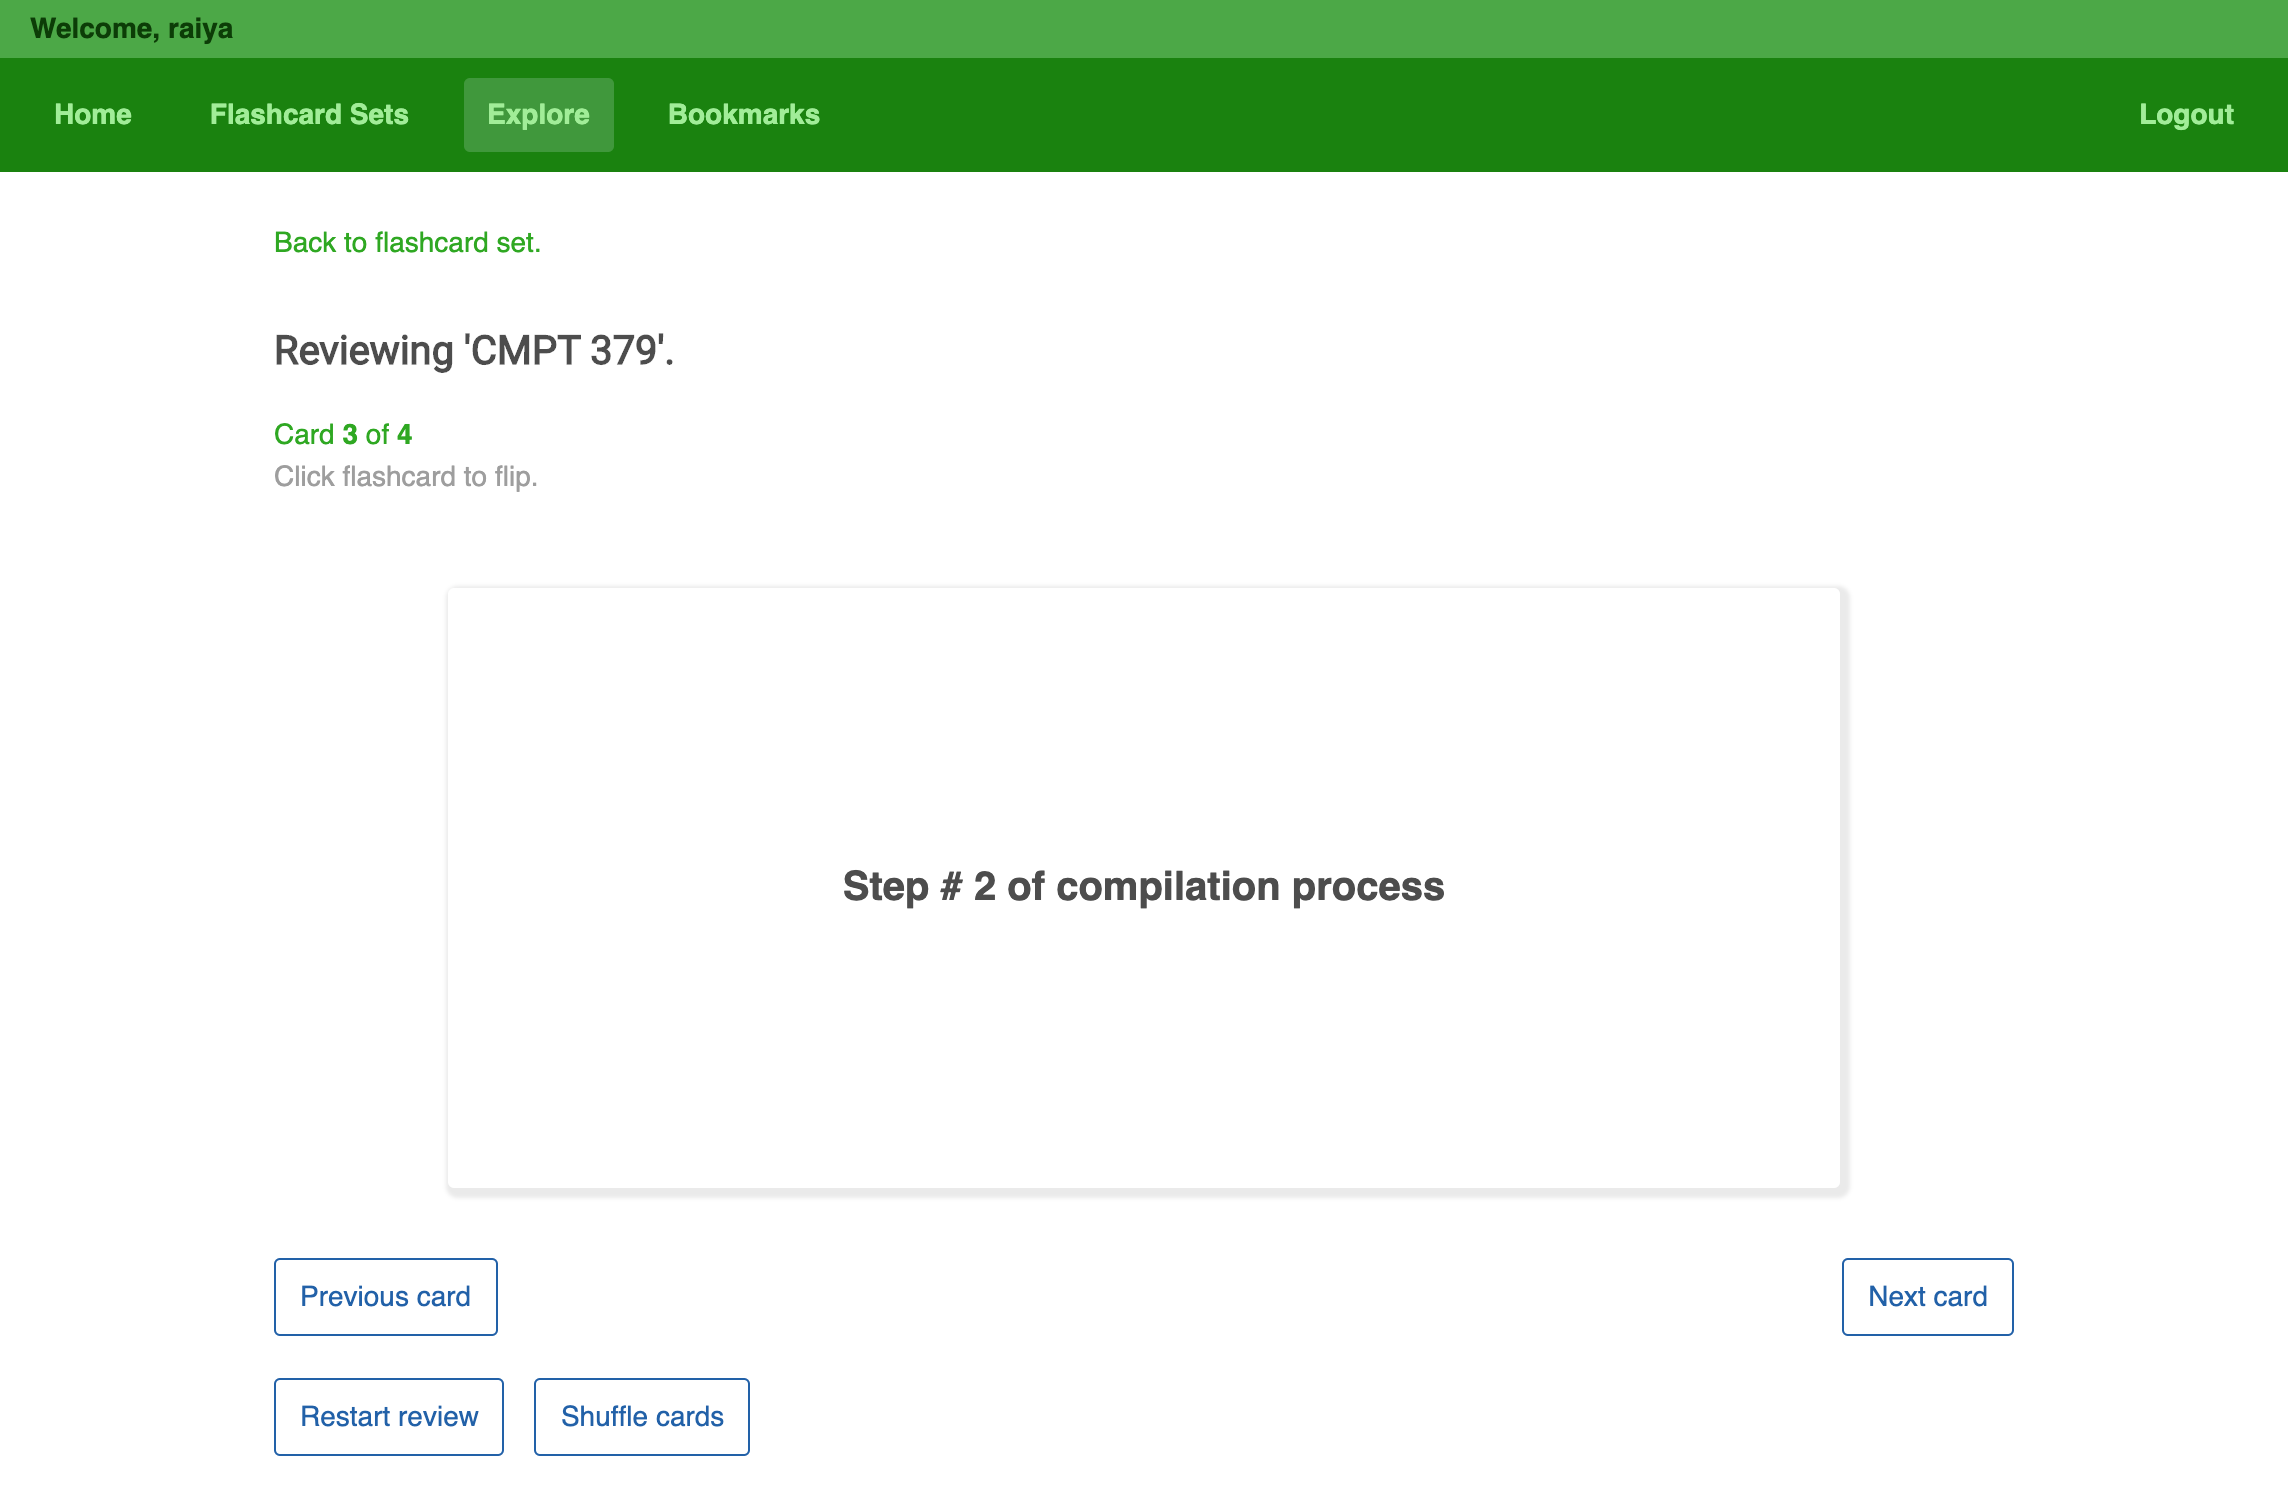 Welcome, raiya
Home Flashcard Sets Explore Bookmarks Logout
Back to flashcard set.
Reviewing 'CMPT 379'.
Card 3 of 4
Click flashcard to flip.
Step # 2 of compilation process
Previous card Next card
Restart review Shuffle cards